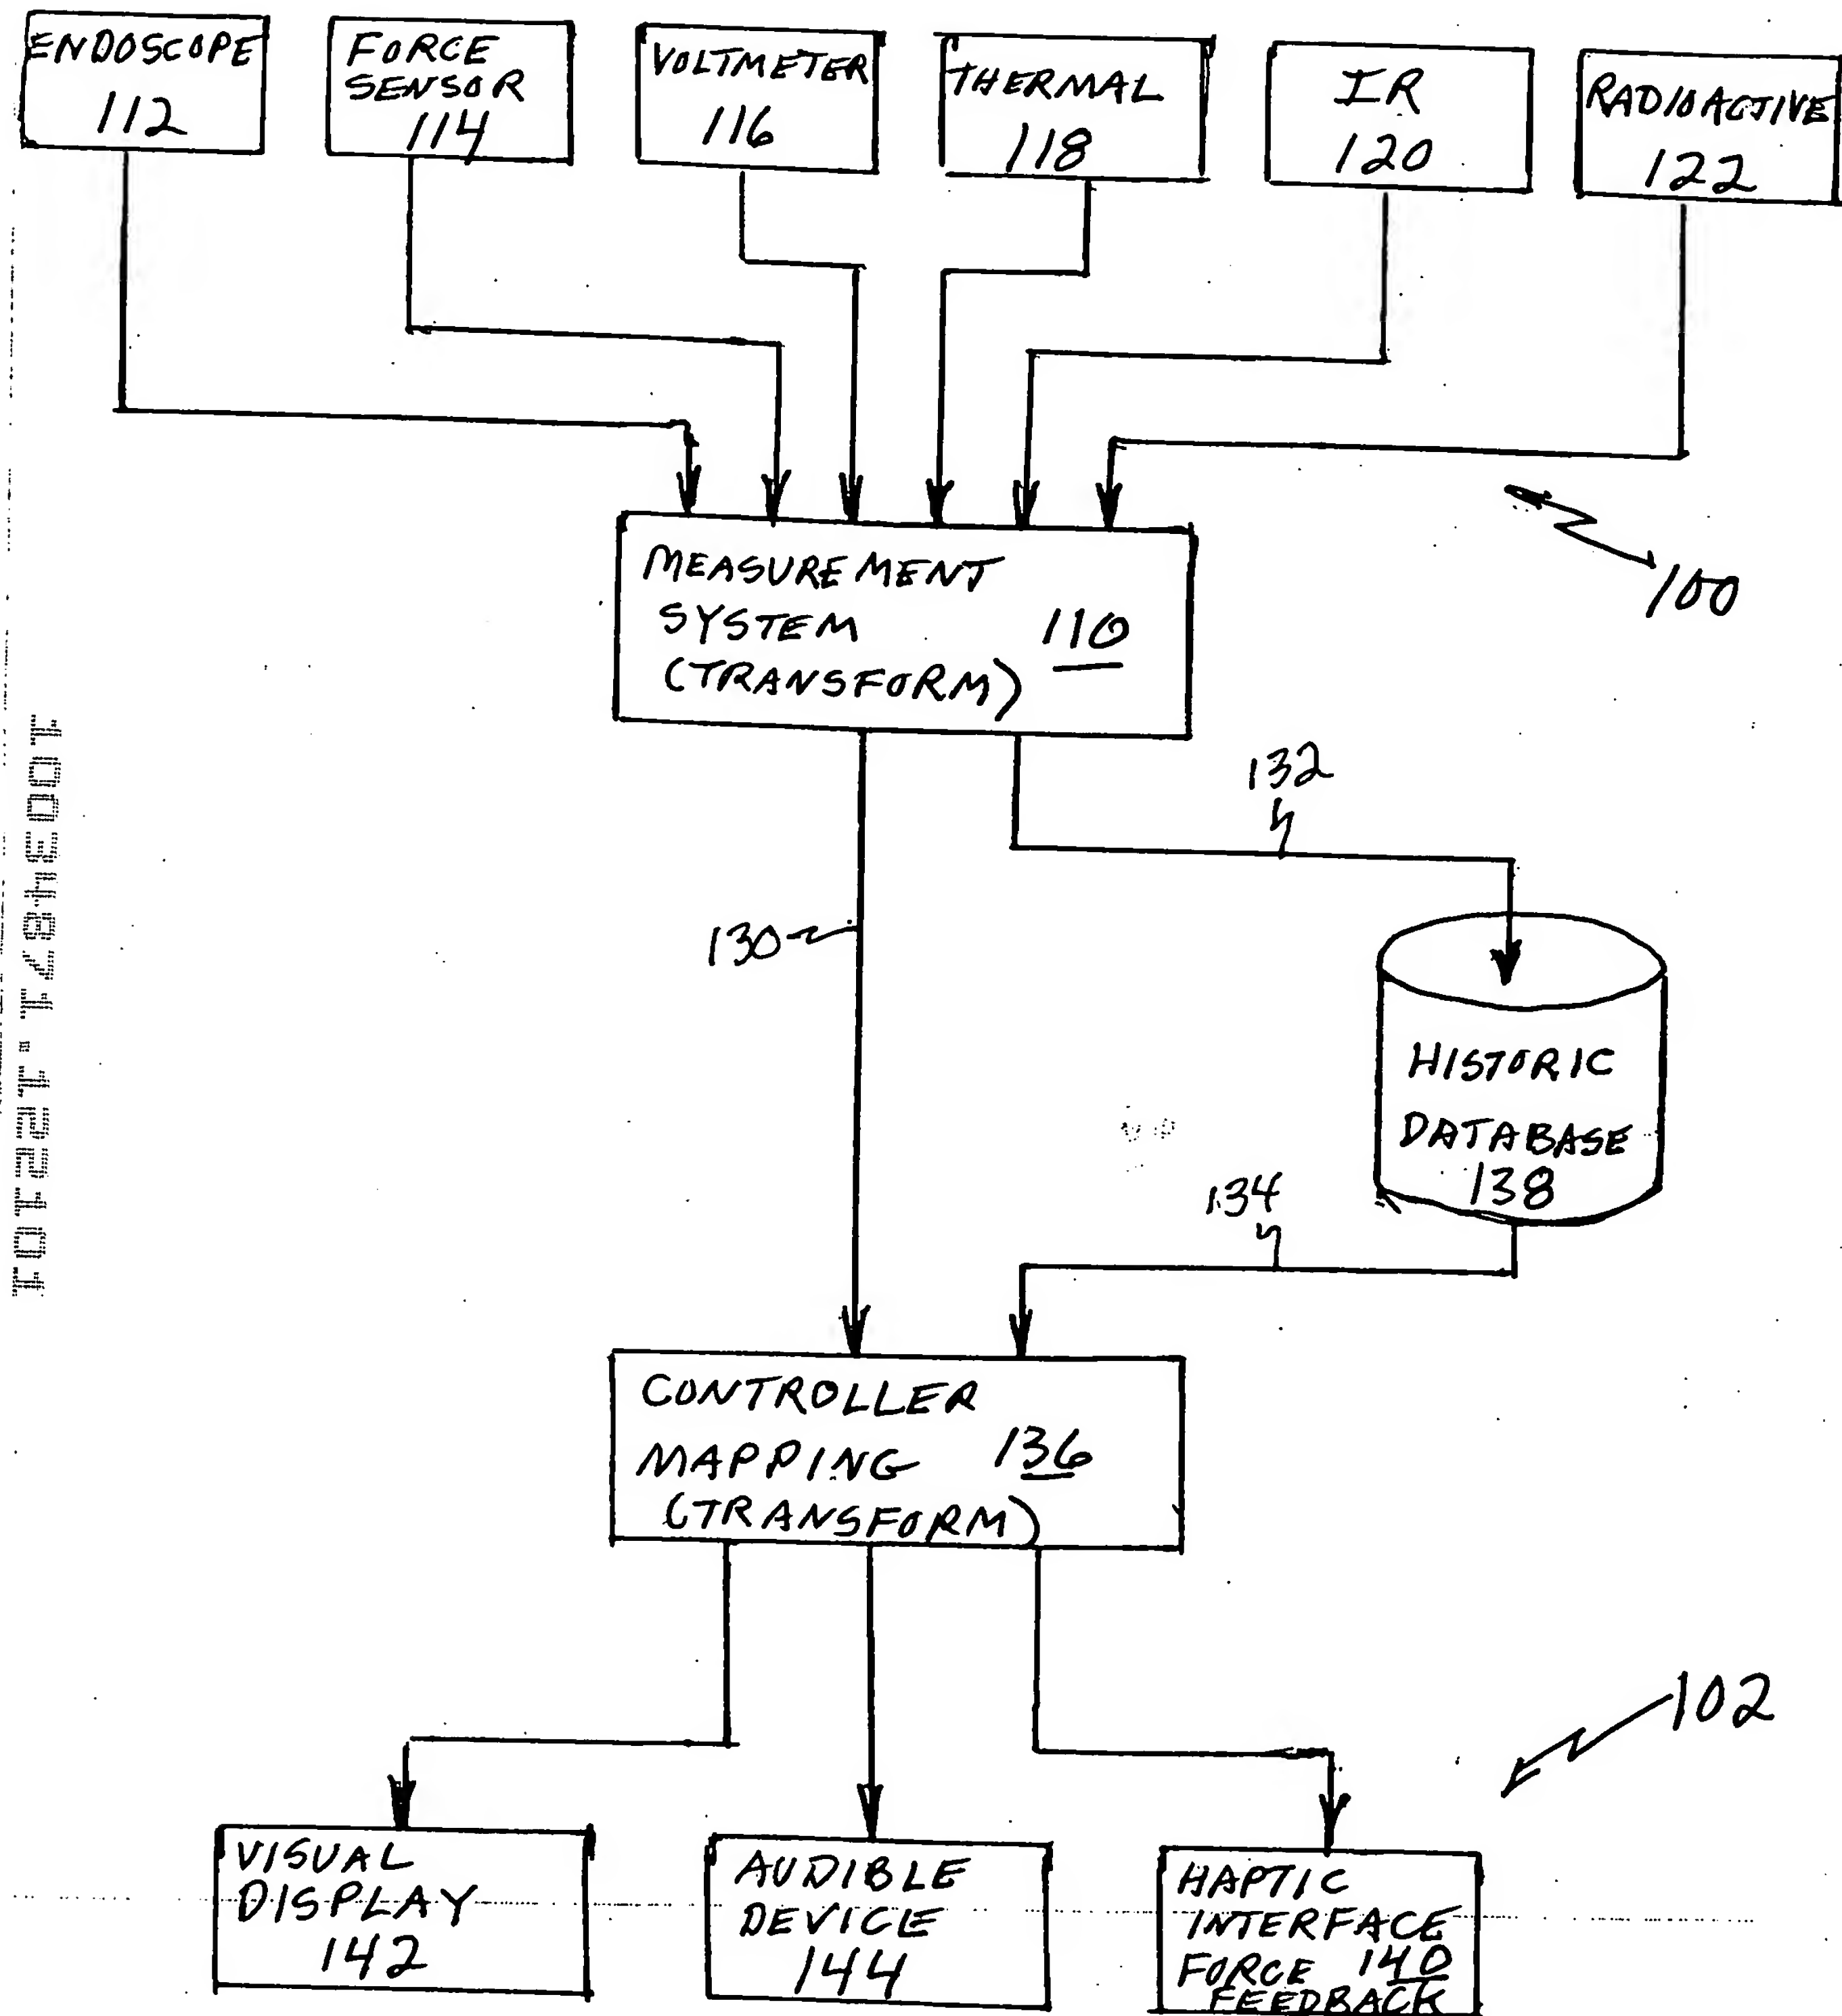 ENDOSCOPE
112
FORCE
SENSOR
114
VOLTMETER
116
THERMAL
118
IR
120
RADIOACTIVE
122
100
MEASUREMENT
SYSTEM 110
(TRANSFORM)
132
130
HISTORIC
DATABASE
138
134
CONTROLLER
MAPPING 136
(TRANSFORM)
102
VISUAL
DISPLAY
142
AUDIBLE
DEVICE
144
HAPTIC
INTERFACE
FORCE 140
FEEDBACK